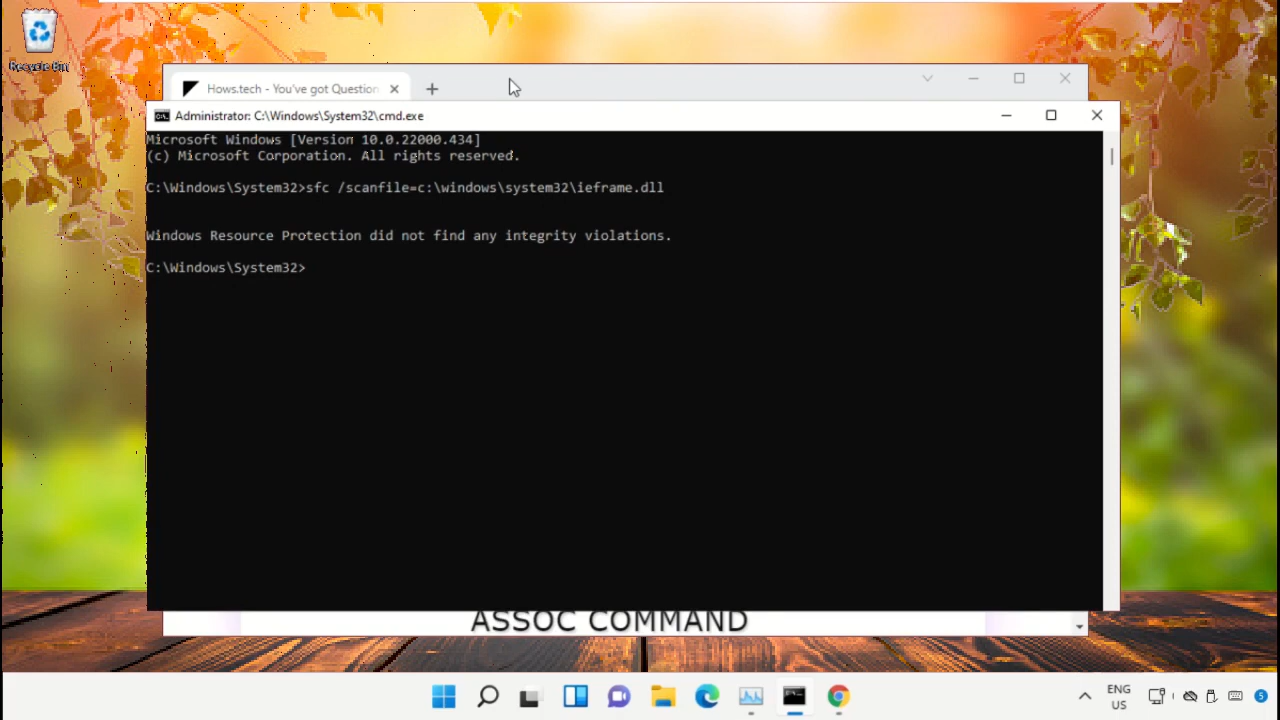 Recycle Bin
Hows.tech - You've got Question
Administrator: C:\Windows\System32\cmd.exe
Microsoft Windows [Version 10.0.22000.434]
(c) Microsoft Corporation. All rights reserved.
C:\Windows\System32>sfc /scanfile=c:\windows\system32\ieframe.dll
Windows Resource Protection did not find any integrity violations.
C:\Windows\System32>
ASSOC COMMAND
ENG
US
5